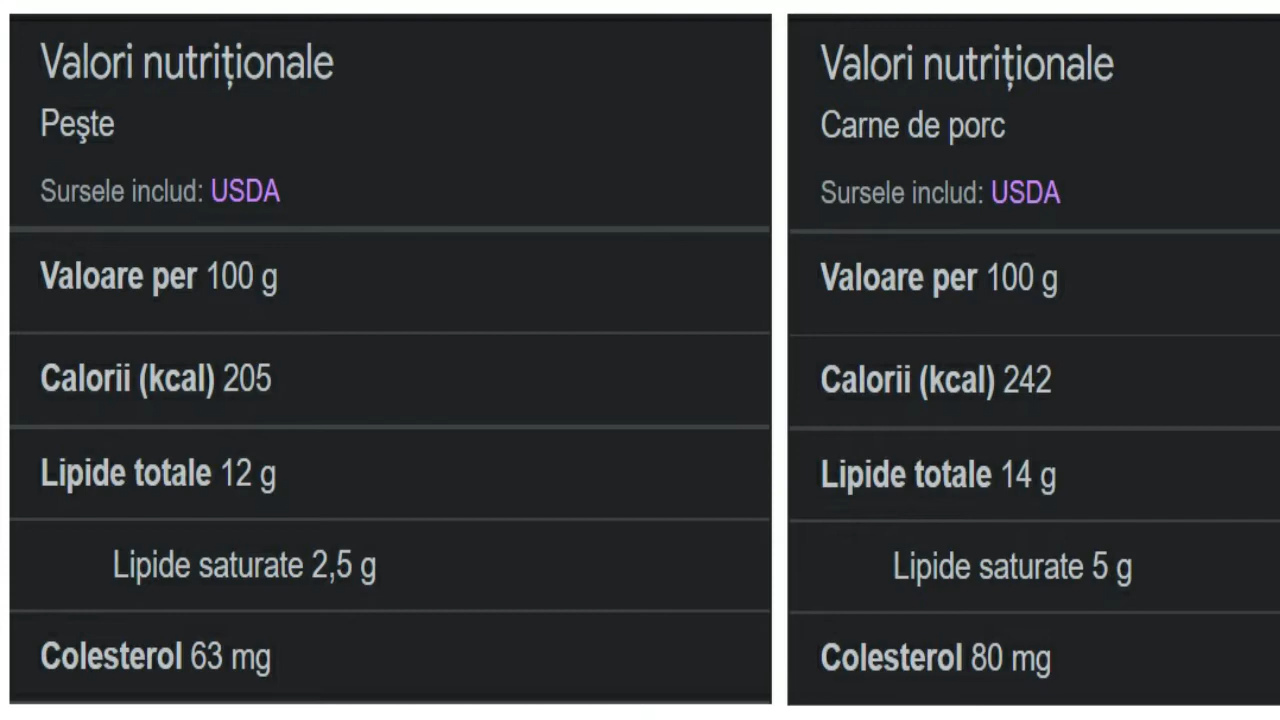 Valori nutriționale
Peşte
Sursele includ: USDA
Valoare per 100 g
Calorii (kcal) 205
Lipide totale 12 g
Lipide saturate 2,5 g
Colesterol 63 mg
Valori nutriționale
Carne de porc
Sursele includ: USDA
Valoare per 100 g
Calorii (kcal) 242
Lipide totale 14 g
Lipide saturate 5 g
Colesterol 80 mg